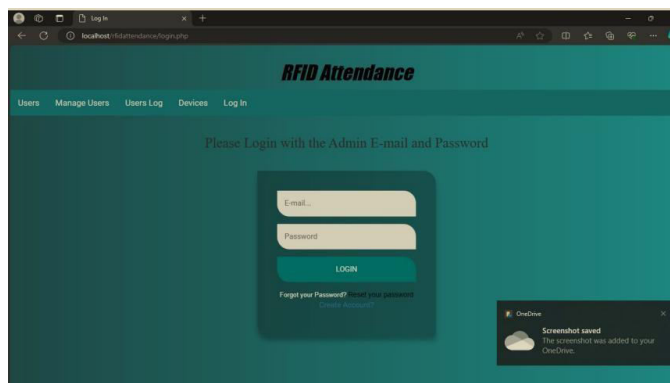 Log In
localhost/rfidattendance/login.php
RFID Attendance
Users Manage Users Users Log Devices Log In
Please Login with the Admin E-mail and Password
E-mail...
Password
LOGIN
Forgot your Password? Reset your password
Create Account?
OneDrive
Screenshot saved
The screenshot was added to your
OneDrive.